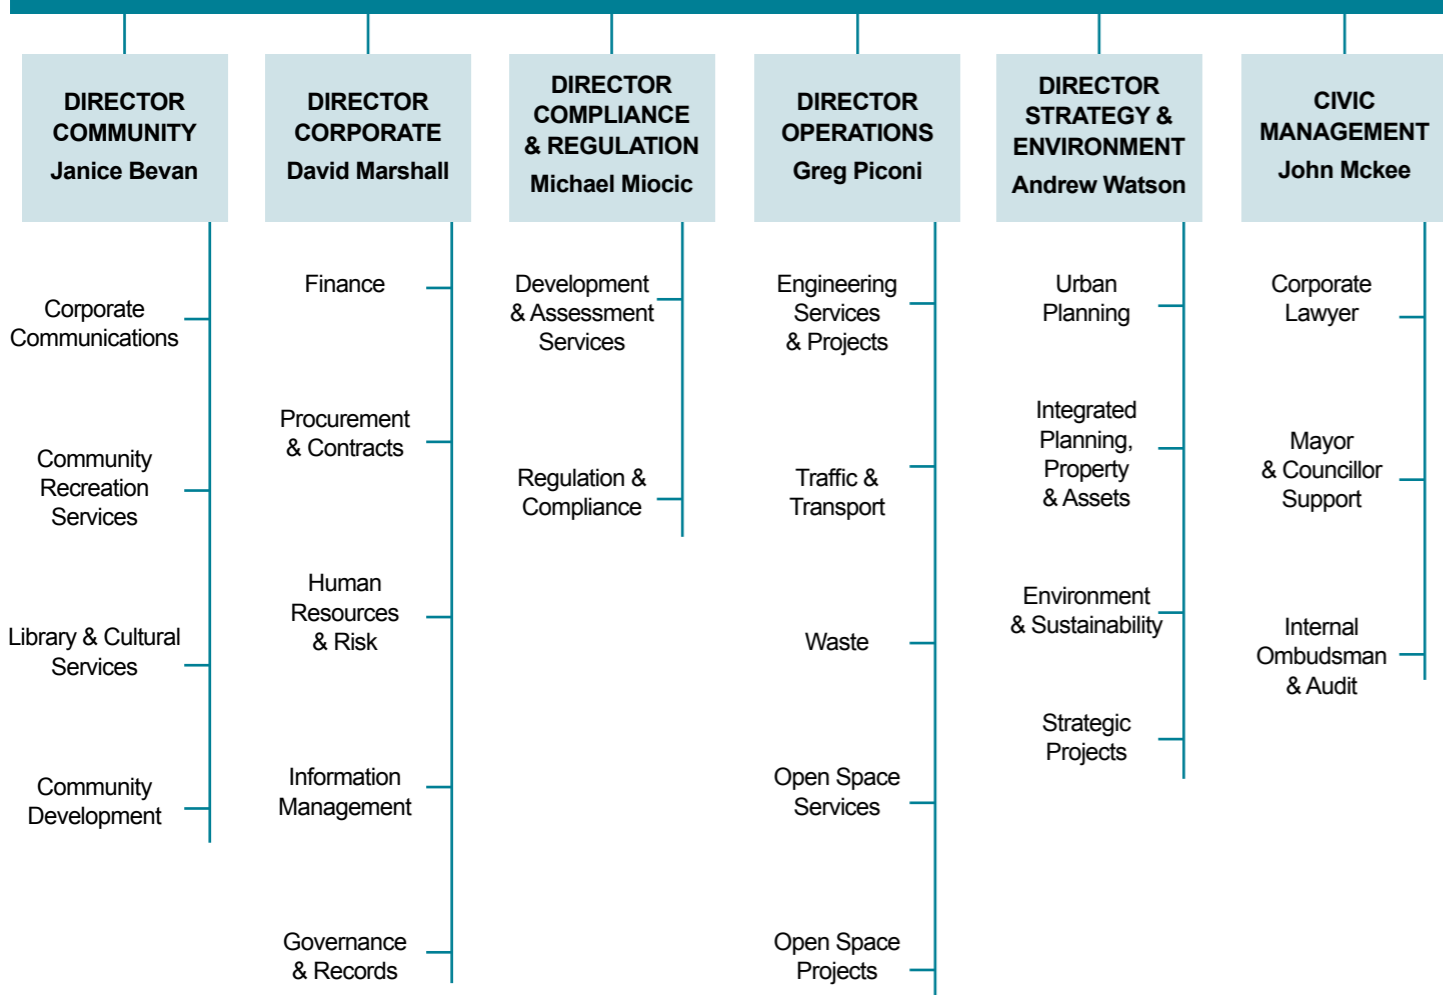 DIRECTOR
COMMUNITY
Janice Bevan
Corporate
Communications
Community
Recreation
Services
Library & Cultural
Services
Community
Development
DIRECTOR
CORPORATE
David Marshall
Finance
Procurement
& Contracts
Human
Resources
& Risk
Information
Management
Governance
& Records
DIRECTOR
COMPLIANCE
& REGULATION
Michael Miocic
Development
& Assessment
Services
Regulation &
Compliance
DIRECTOR
OPERATIONS
Greg Piconi
Engineering
Services
& Projects
Traffic &
Transport
Waste
Open Space
Services
Open Space
Projects
DIRECTOR
STRATEGY &
ENVIRONMENT
Andrew Watson
Urban
Planning
Integrated
Planning,
Property
& Assets
Environment
& Sustainability
Strategic
Projects
CIVIC
MANAGEMENT
John Mckee
Corporate
Lawyer
Mayor
& Councillor
Support
Internal
Ombudsman
& Audit